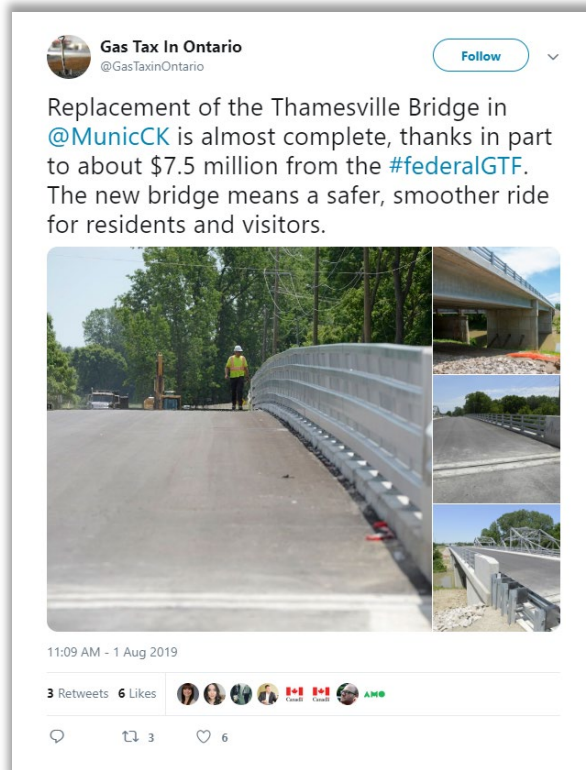 Gas Tax In Ontario
@GasTaxinOntario
Follow
Replacement of the Thamesville Bridge in
@MunicCK is almost complete, thanks in part
to about $7.5 million from the #federalGTF.
The new bridge means a safer, smoother ride
for residents and visitors.
11:09 AM - 1 Aug 2019
3 Retweets 6 Likes
Canada Canada AMO
3 6